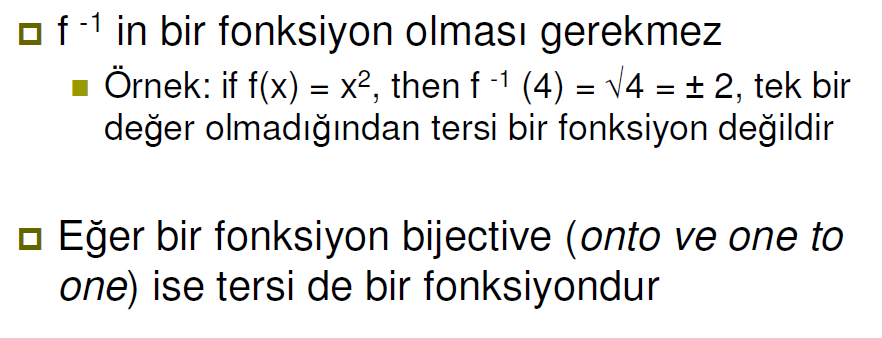 f -1 in bir fonksiyon olması gerekmez
Örnek: if f(x) = x², then f -1 (4) = √4 = ± 2, tek bir
değer olmadığından tersi bir fonksiyon değildir
Eğer bir fonksiyon bijective (onto ve one to
one) ise tersi de bir fonksiyondur